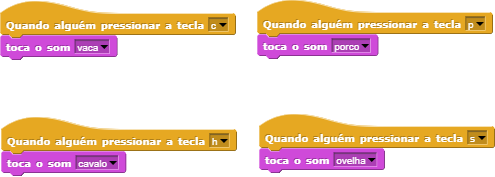 Quando alguém pressionar a tecla c
toca o som vaca
Quando alguém pressionar a tecla p
toca o som porco
Quando alguém pressionar a tecla h
toca o som cavalo
Quando alguém pressionar a tecla s
toca o som ovelha